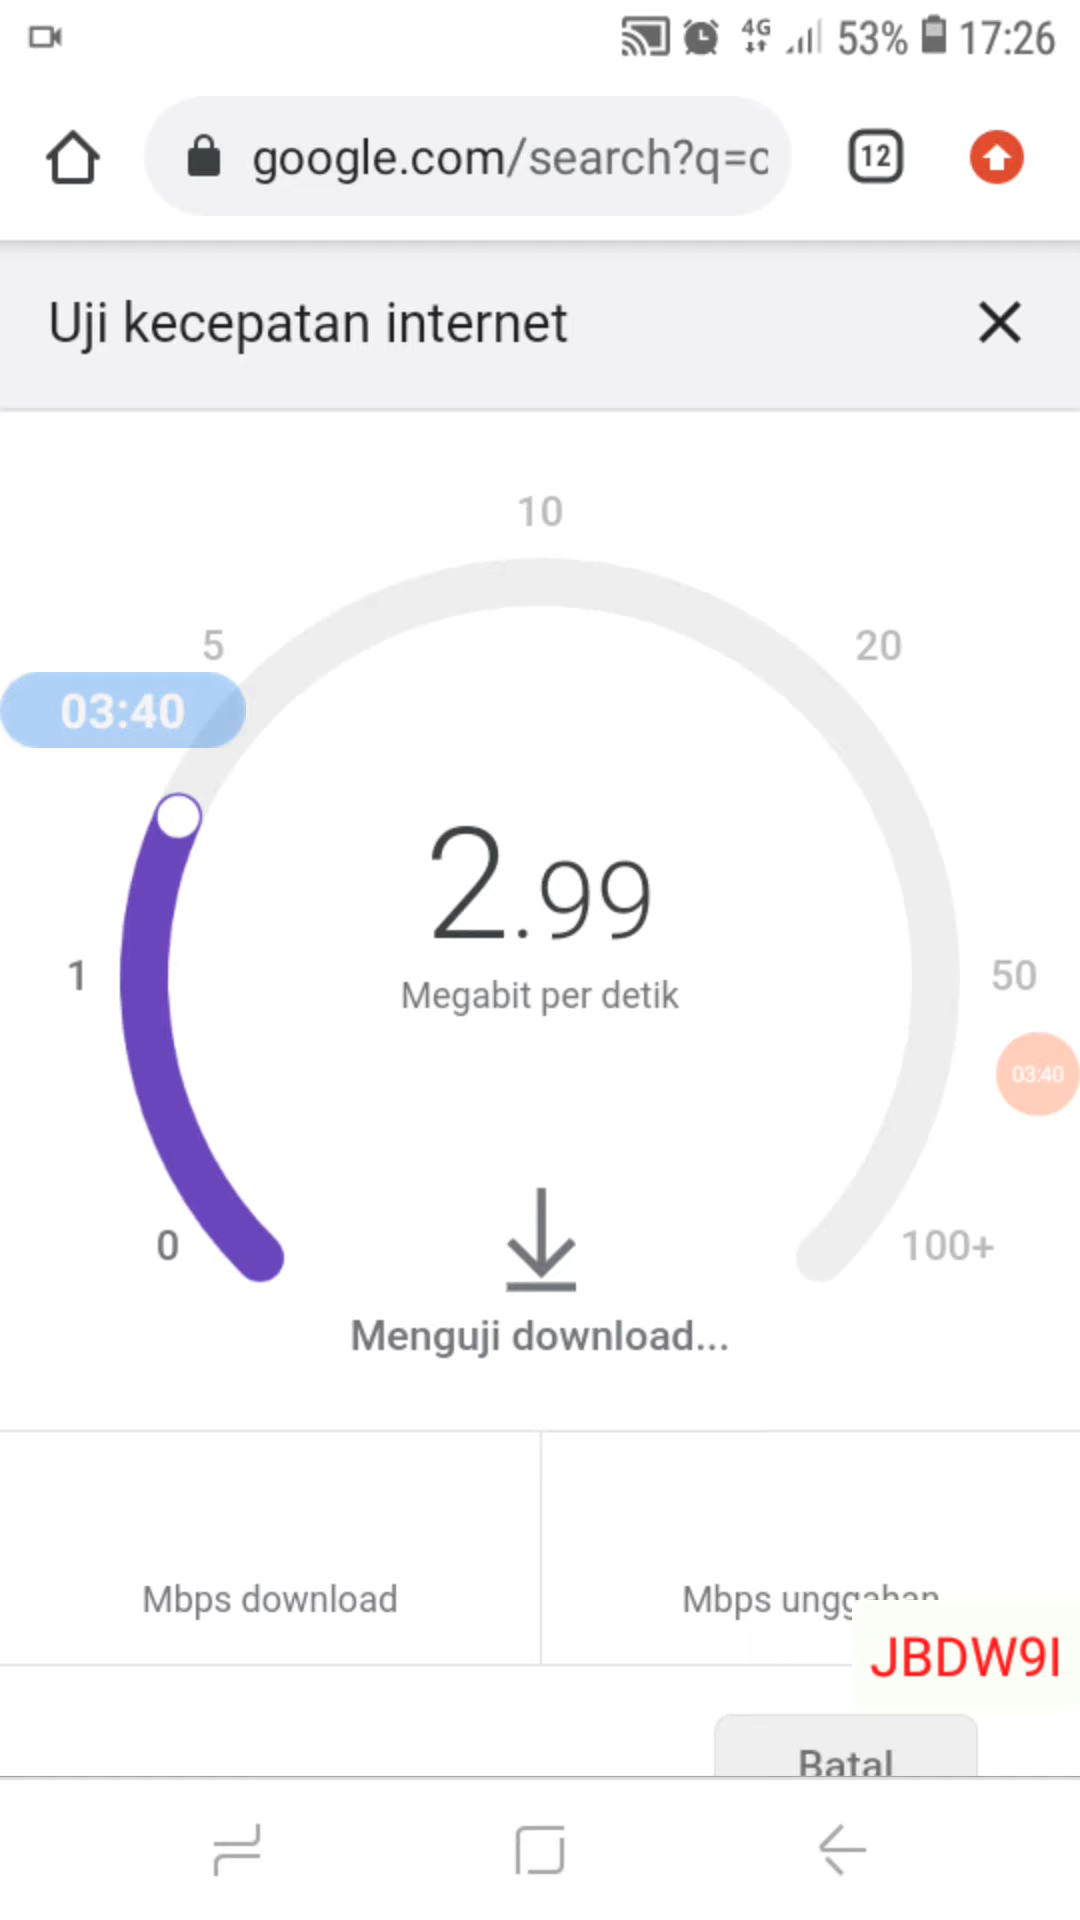 4G 53% 17:26
google.com/search?q=c
12
Uji kecepatan internet
10
5
20
03:40
2.99
Megabit per detik
1
50
03:40
0
100+
Menguji download...
Mbps download
Mbps unggahan
JBDW9I
Batal